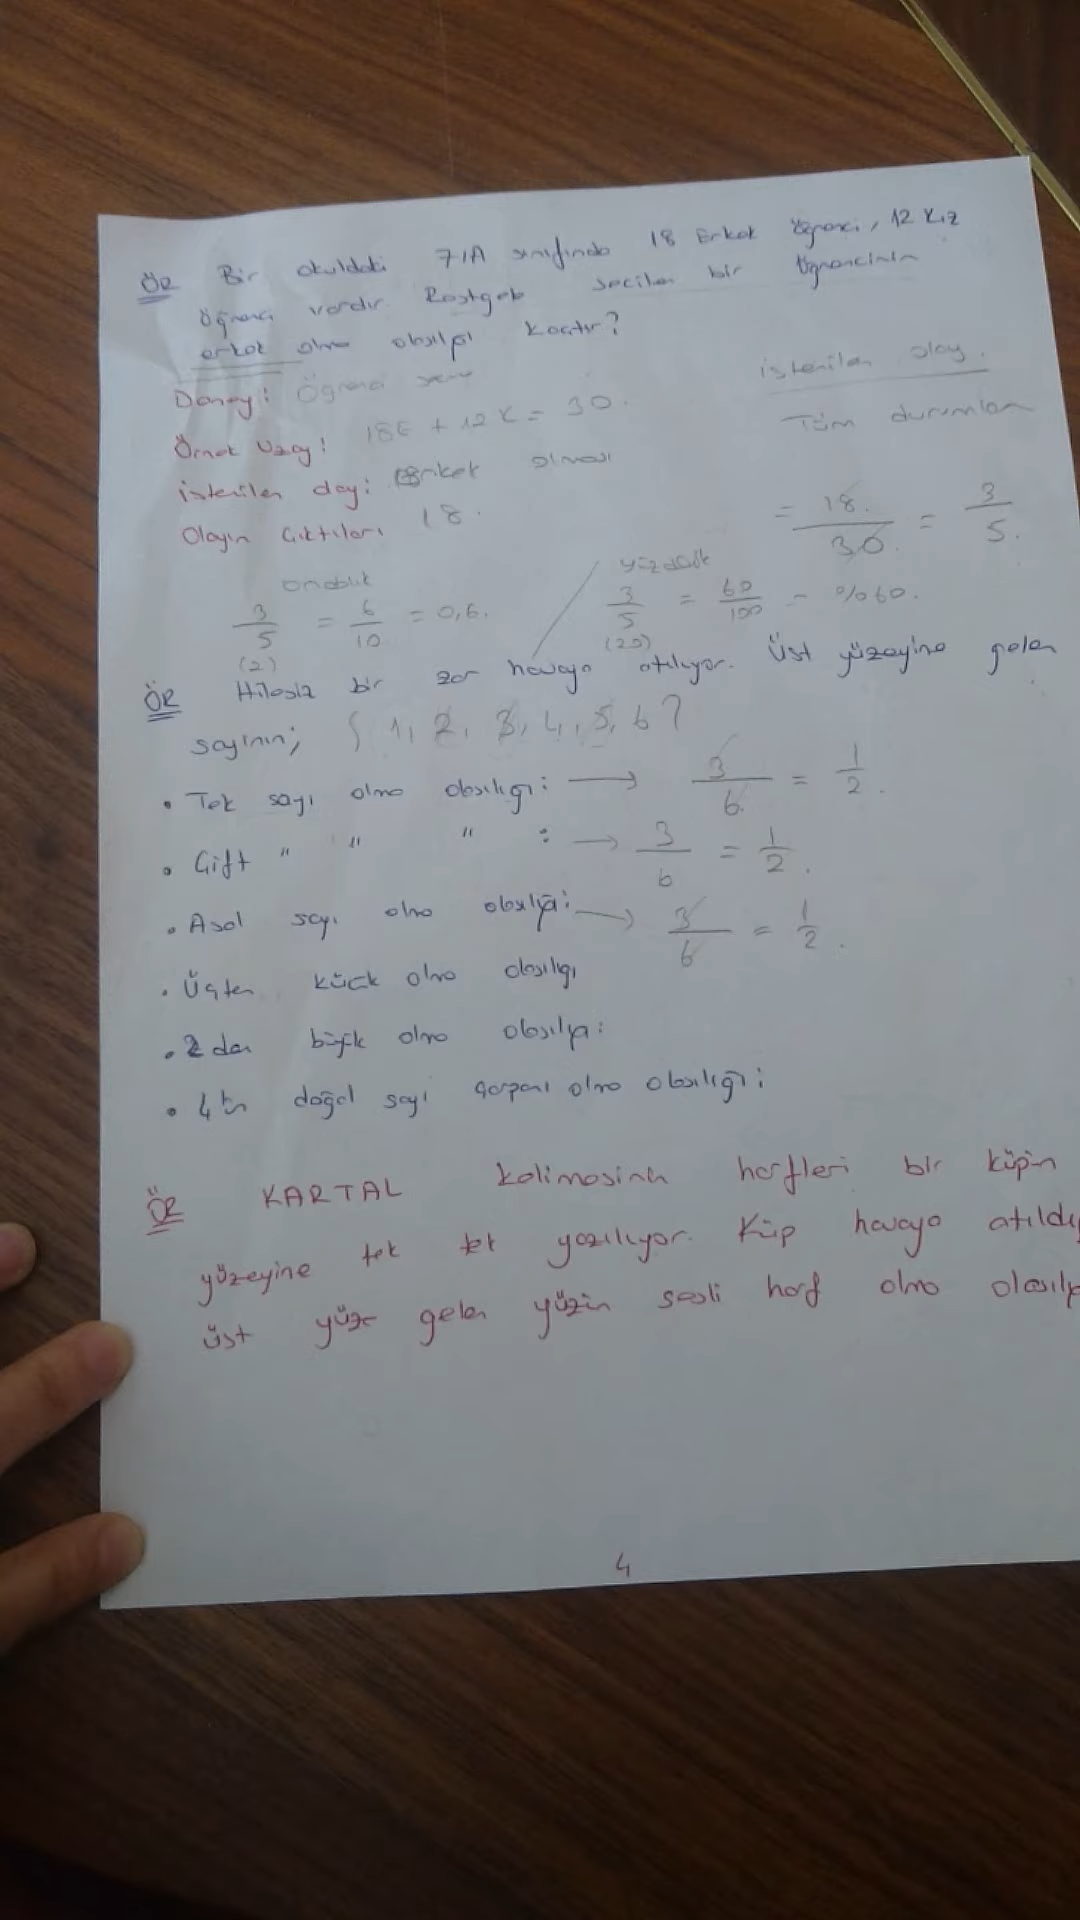 ÖR Bir okuldaki 7/A sınıfında 18 Erkek öğrenci, 12 Kız
öğrenci vardır. Rastgele seçilen bir öğrencinin
erkek olma olasılığı kaçtır?
Deney: Öğrenci seçme
istenilen olay.
Tüm durumlar
Örnek Uzay: 18E + 12K = 30.
istenilen olay: Erkek olması
Olayın Çıktıları 18.
= 18/30 = 3/5.
ondalık
3/5 = 6/10 = 0,6.
(2)
yüzdelik
3/5 = 60/100 = %60.
(20)
ÖR Hilesiz bir zar havaya atılıyor. Üst yüzeyine gelen
sayının; { 1, 2, 3, 4, 5, 6 }
• Tek sayı olma olasılığı: → 3/6 = 1/2.
• Çift " " " : → 3/6 = 1/2.
• Asal sayı olma olasılığı: → 3/6 = 1/2.
• Üçten küçük olma olasılığı
• 2 den büyük olma olasılığı:
• 4'ün doğal sayı çarpanı olma olasılığı:
ÖR KARTAL kelimesinin harfleri bir küpün
yüzeyine tek tek yazılıyor. Küp havaya atıldı
üst yüze gelen yüzün sesli harf olma olasılı
4